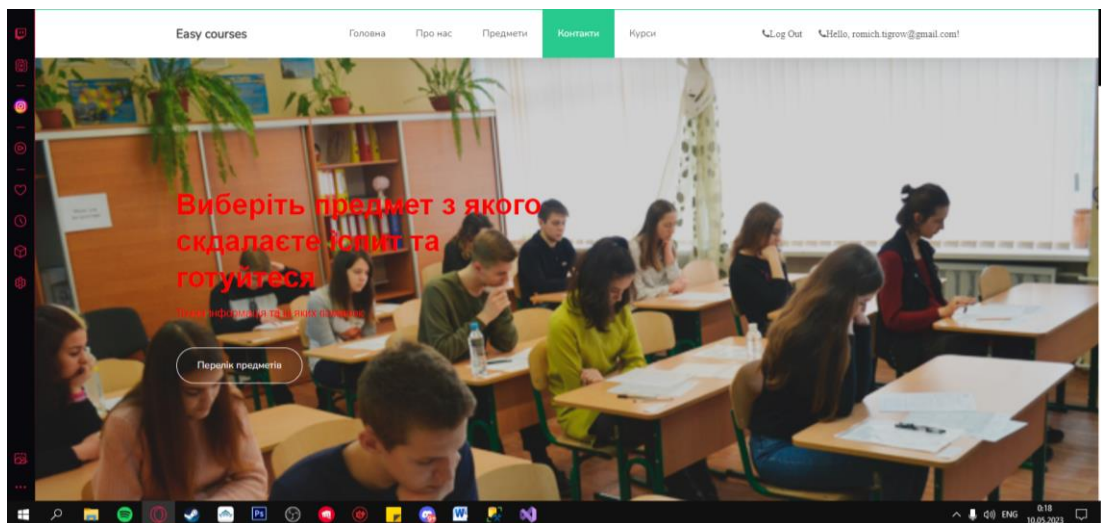 Easy courses
Головна
Про нас
Предмети
Контакти
Курси
Log Out
Hello, romich.tigrow@gmail.com!
Виберіть предмет з якого
скдалаєте іспит та
готуйтеся
Перелік предметів
Ps
W
ENG
0:18
10.05.2023